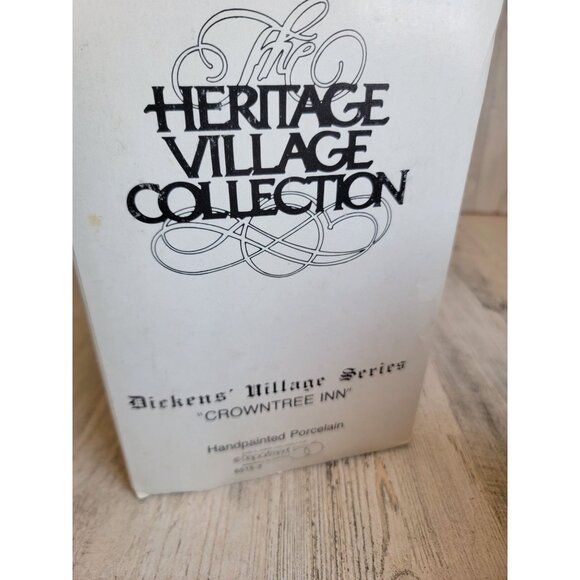 The
HERITAGE
VILLAGE
COLLECTION
Dickens' Village Series
"CROWNTREE INN"
Handpainted Porcelain